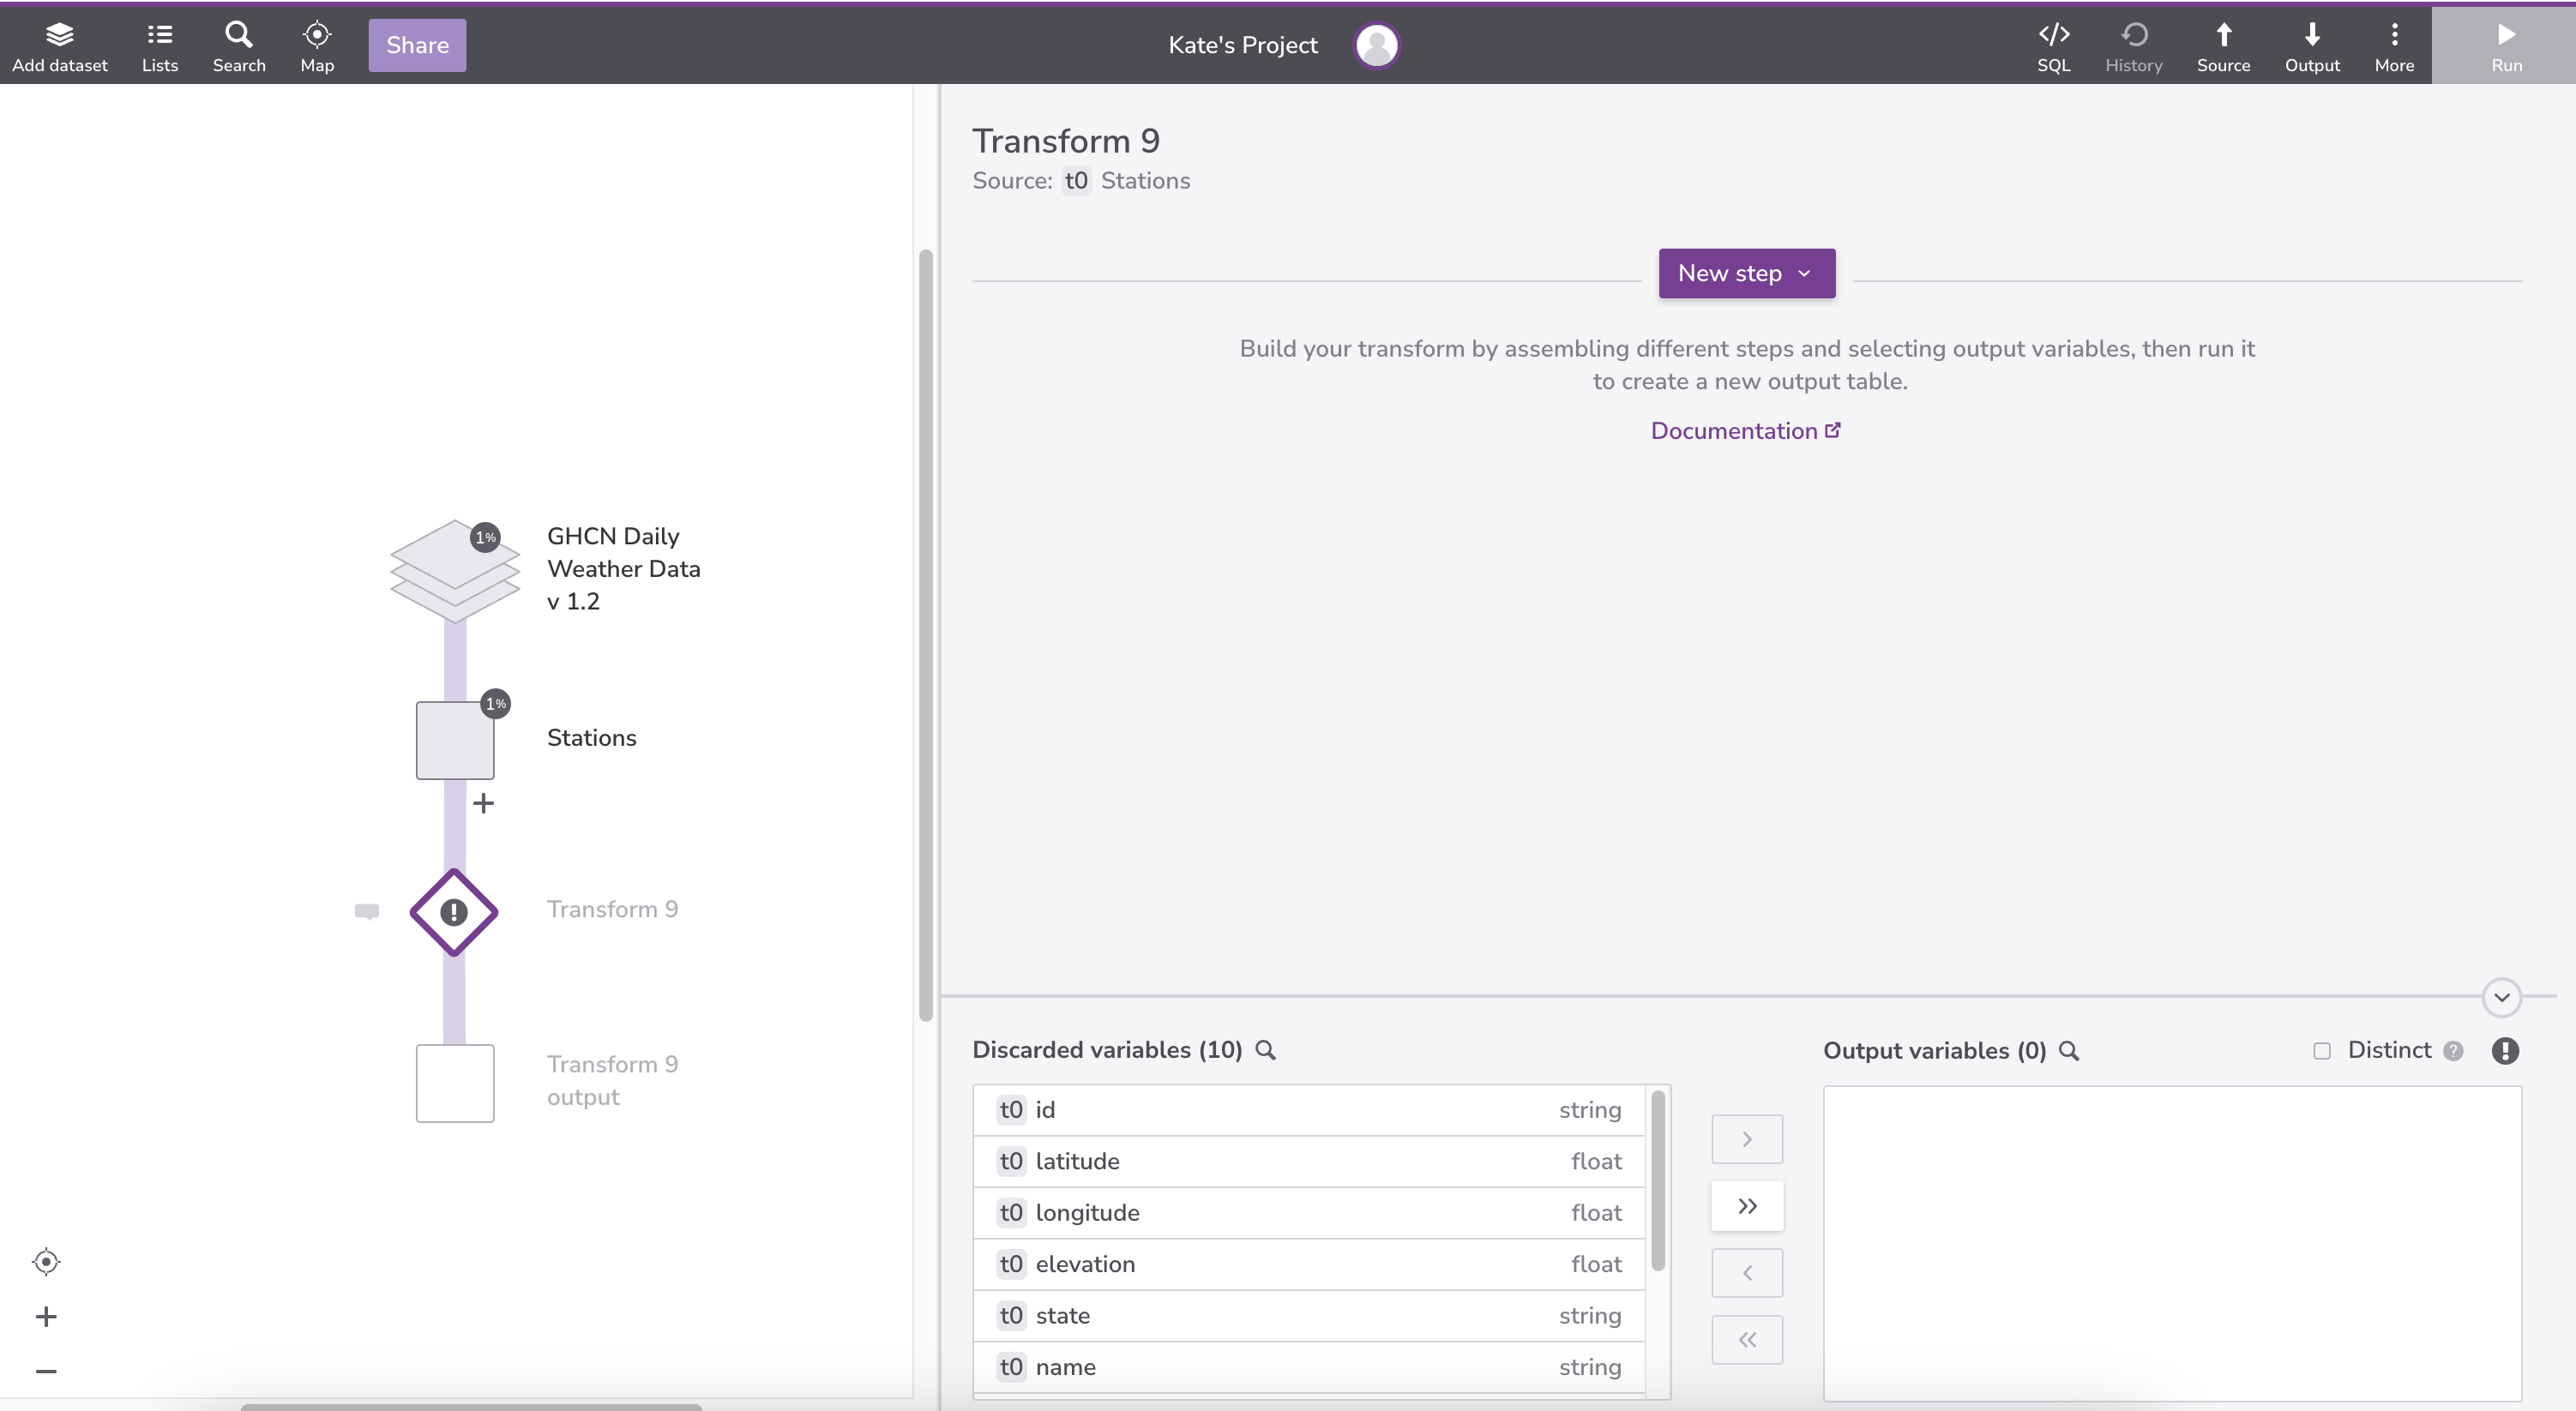 Add dataset
Lists
Search
Map
Share
Kate's Project
SQL
History
Source
Output
More
Run
GHCN Daily
Weather Data
v 1.2
1%
Stations
1%
Transform 9
Transform 9
output
Transform 9
Source: t0 Stations
New step
Build your transform by assembling different steps and selecting output variables, then run it
to create a new output table.
Documentation
Discarded variables (10)
t0 id string
t0 latitude float
t0 longitude float
t0 elevation float
t0 state string
t0 name string
Output variables (0)
Distinct ?